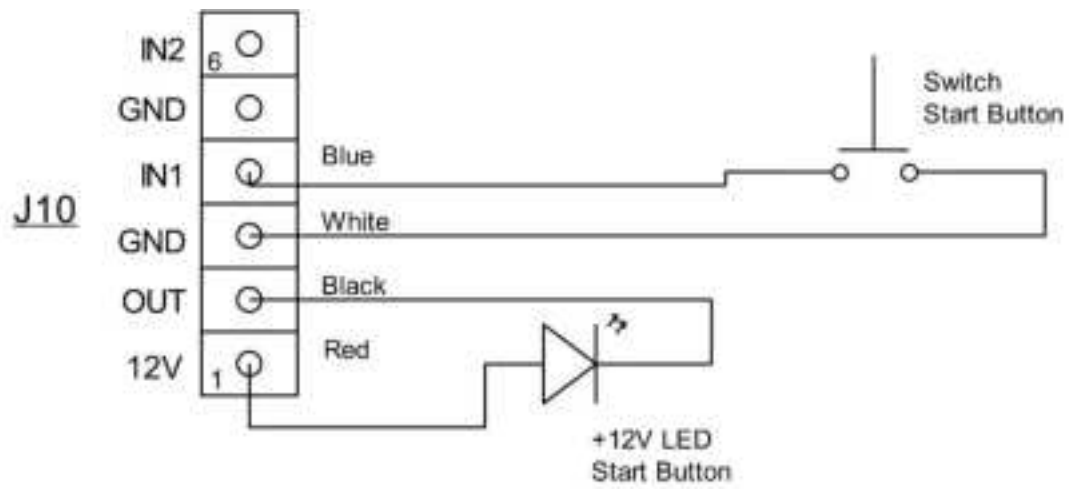 IN2
6
GND
IN1
Blue
J10
GND
White
OUT
Black
12V
1
Red
Switch
Start Button
+12V LED
Start Button